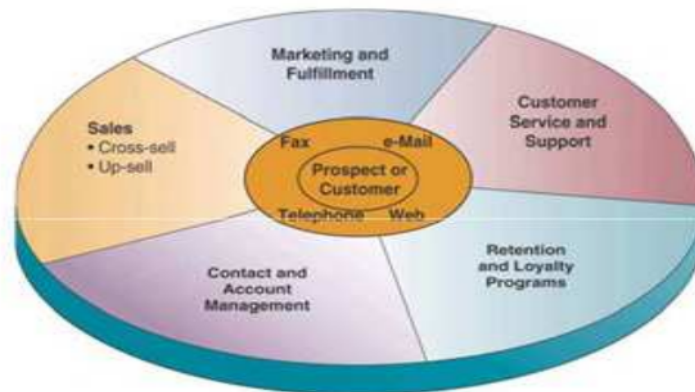 Marketing and
Fulfillment
Customer
Service and
Support
Sales
• Cross-sell
• Up-sell
Fax
e-Mail
Prospect or
Customer
Telephone
Web
Retention
and Loyalty
Programs
Contact and
Account
Management